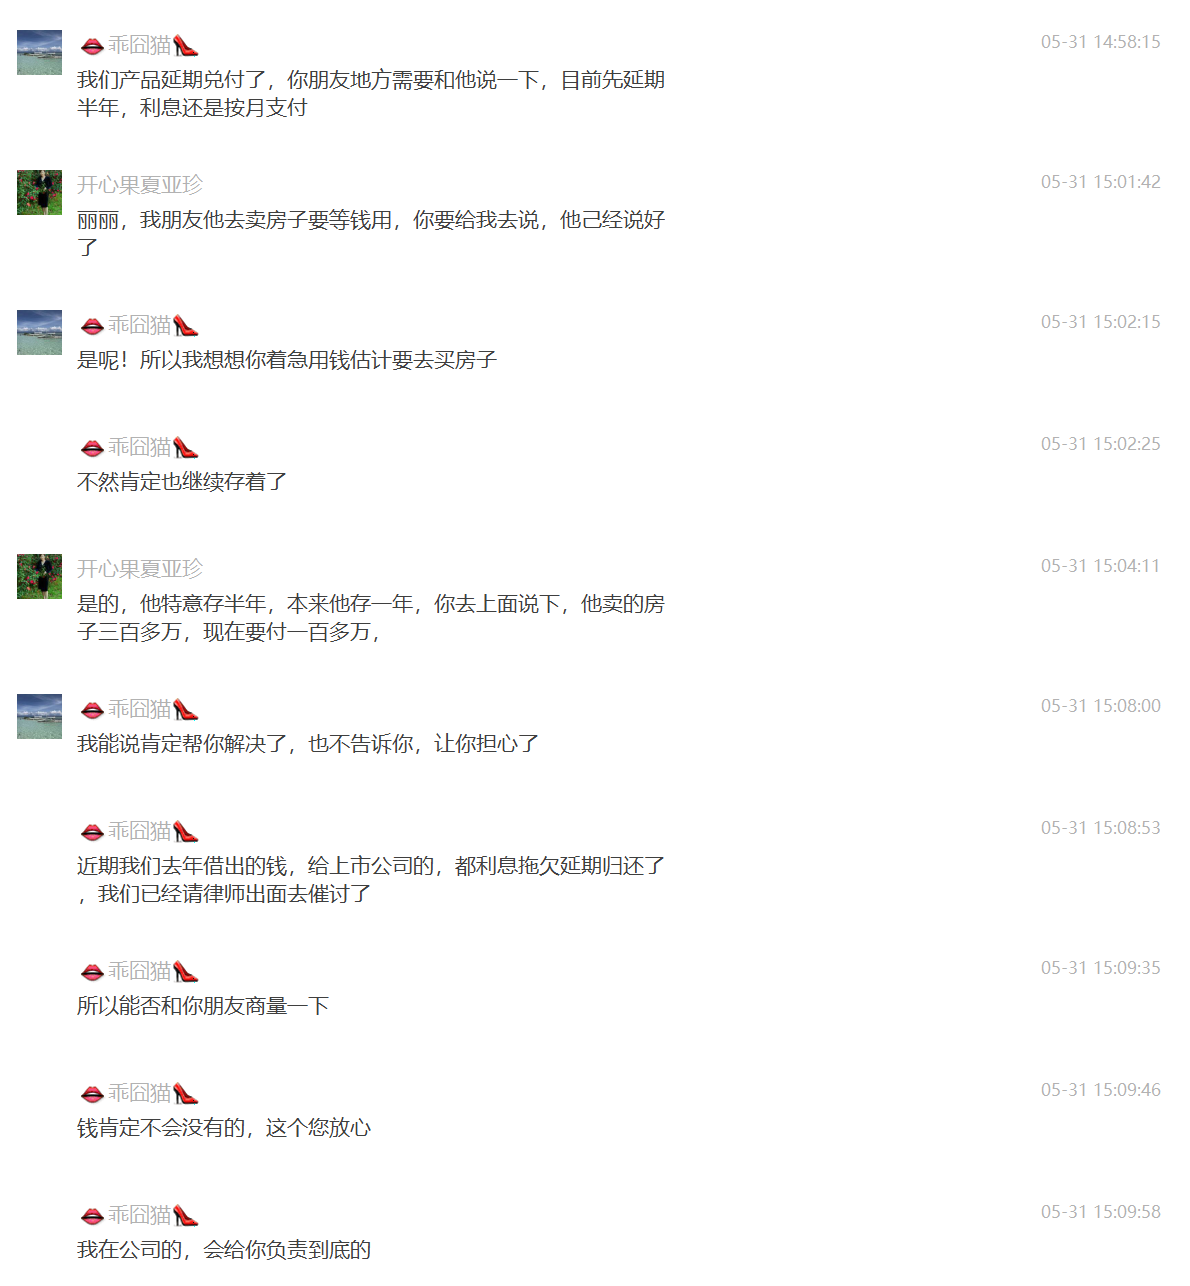 👄乖囧猫👠 05-31 14:58:15
我们产品延期兑付了，你朋友地方需要和他说一下，目前先延期
半年，利息还是按月支付
开心果夏亚珍 05-31 15:01:42
丽丽，我朋友他去卖房子要等钱用，你要给我去说，他己经说好
了
👄乖囧猫👠 05-31 15:02:15
是呢！所以我想想你着急用钱估计要去买房子
👄乖囧猫👠 05-31 15:02:25
不然肯定也继续存着了
开心果夏亚珍 05-31 15:04:11
是的，他特意存半年，本来他存一年，你去上面说下，他卖的房
子三百多万，现在要付一百多万，
👄乖囧猫👠 05-31 15:08:00
我能说肯定帮你解决了，也不告诉你，让你担心了
👄乖囧猫👠 05-31 15:08:53
近期我们去年借出的钱，给上市公司的，都利息拖欠延期归还了
，我们已经请律师出面去催讨了
👄乖囧猫👠 05-31 15:09:35
所以能否和你朋友商量一下
👄乖囧猫👠 05-31 15:09:46
钱肯定不会没有的，这个您放心
👄乖囧猫👠 05-31 15:09:58
我在公司的，会给你负责到底的